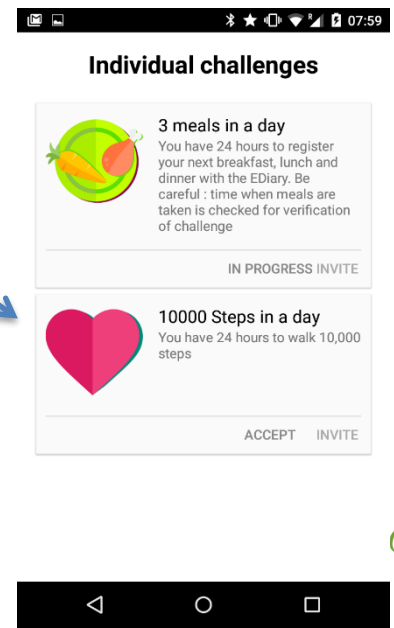 07:59
Individual challenges
3 meals in a day
You have 24 hours to register
your next breakfast, lunch and
dinner with the EDiary. Be
careful : time when meals are
taken is checked for verification
of challenge
IN PROGRESS INVITE
10000 Steps in a day
You have 24 hours to walk 10,000
steps
ACCEPT INVITE